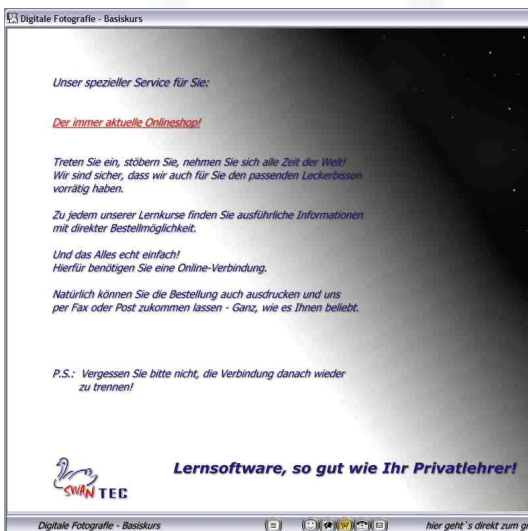 Digitale Fotografie - Basiskurs
Unser spezieller Service für Sie:
Der immer aktuelle Onlineshop!
Treten Sie ein, stöbern Sie, nehmen Sie sich alle Zeit der Welt!
Wir sind sicher, dass wir auch für Sie den passenden Leckerbissen
vorrätig haben.
Zu jedem unserer Lernkurse finden Sie ausführliche Informationen
mit direkter Bestellmöglichkeit.
Und das Alles echt einfach!
Hierfür benötigen Sie eine Online-Verbindung.
Natürlich können Sie die Bestellung auch ausdrucken und uns
per Fax oder Post zukommen lassen - Ganz, wie es Ihnen beliebt.
P.S.: Vergessen Sie bitte nicht, die Verbindung danach wieder
zu trennen!
SWAN TEC
Lernsoftware, so gut wie Ihr Privatlehrer!
Digitale Fotografie - Basiskurs
hier geht`s direkt zum